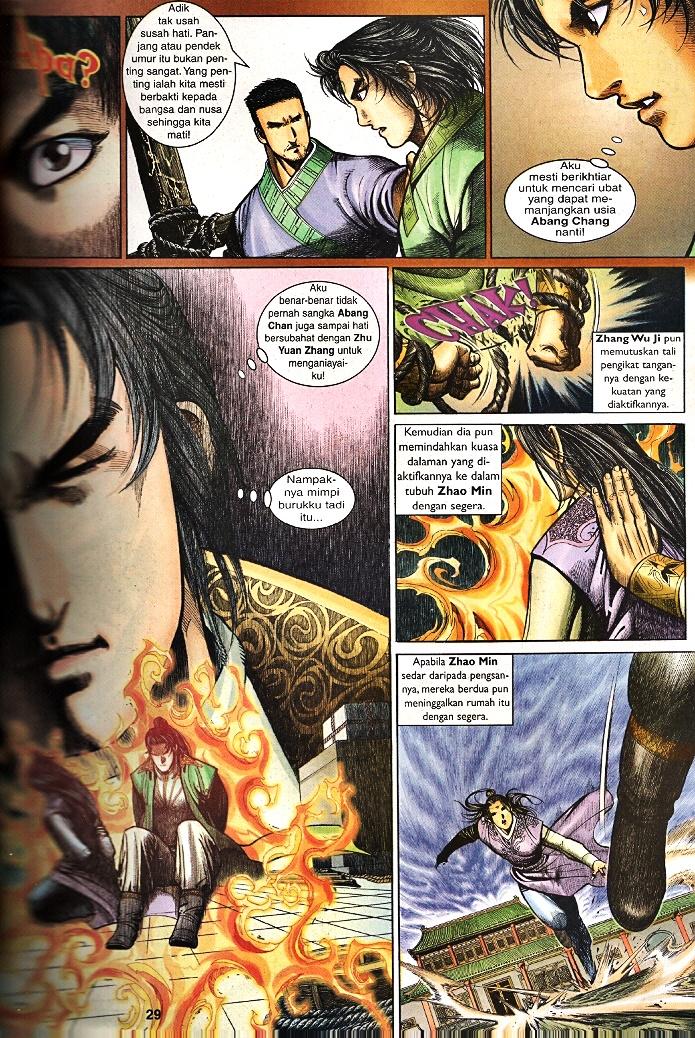 ?
Adik
tak usah
susah hati. Pan-
jang atau pendek
umur itu bukan pen-
ting sangat. Yang pen-
ting ialah kita mesti
berbakti kepada
bangsa dan nusa
sehingga kita
mati!
Aku
mesti berikhtiar
untuk mencari ubat
yang dapat me-
manjangkan usia
Abang Chang
nanti!
Aku
benar-benar tidak
pernah sangka Abang
Chan juga sampai hati
bersubahat dengan Zhu
Yuan Zhang untuk
menganiayai-
ku!
Nampak-
nya mimpi
burukku tadi
itu...
CHAK!
Zhang Wu Ji pun
memutuskan tali
pengikat tangan-
nya dengan ke-
kuatan yang
diaktifkannya.
Kemudian dia pun
memindahkan kuasa
dalaman yang di-
aktifkannya ke dalam
tubuh Zhao Min
dengan segera.
Apabila Zhao Min
sedar daripada pengsan-
nya, mereka berdua pun
meninggalkan rumah itu
dengan segera.
29